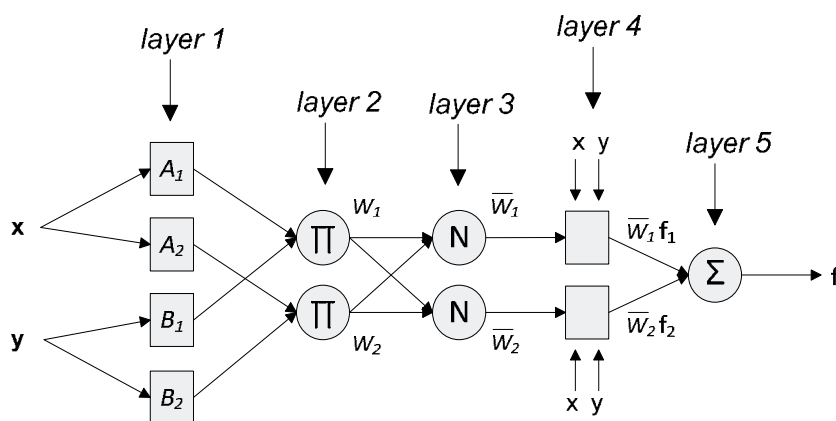 layer 1
layer 4
layer 2
layer 3
layer 5
x y
A₁
A₂
B₁
B₂
x
y
∏
∏
W₁
W₂
N
N
W̅₁
W̅₂
W̅₁ f₁
W̅₂ f₂
x y
Σ
f